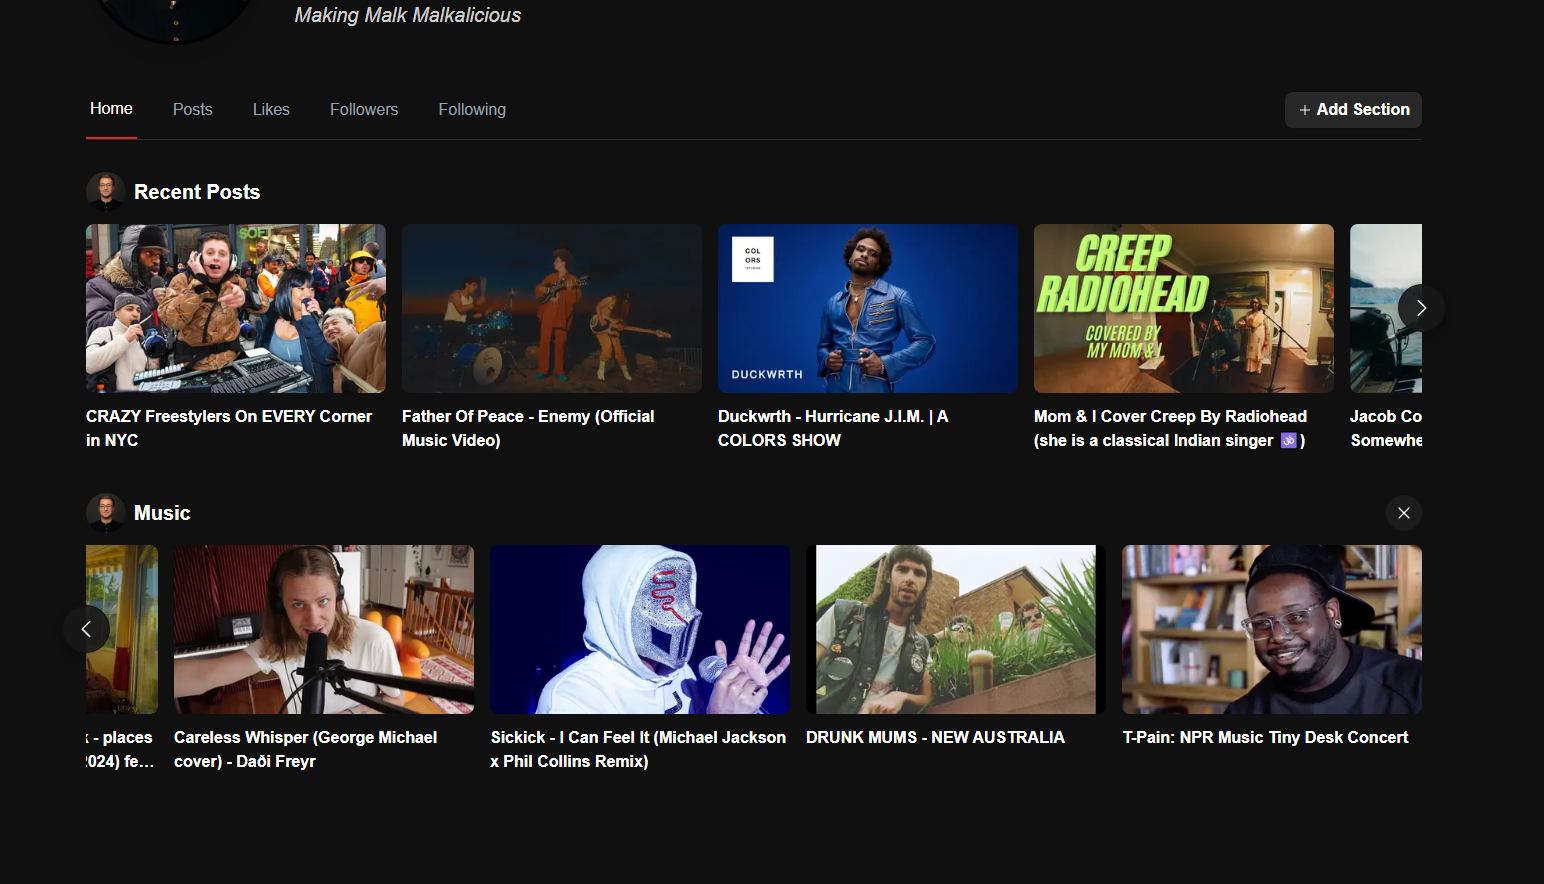 Making Malk Malkalicious
Home
Posts
Likes
Followers
Following
+ Add Section
Recent Posts
SOFT
COL
ORS
DUCKWRTH
CREEP
RADIOHEAD
COVERED BY
MY MOM & I
CRAZY Freestylers On EVERY Corner
in NYC
Father Of Peace - Enemy (Official
Music Video)
Duckwrth - Hurricane J.I.M. | A
COLORS SHOW
Mom & I Cover Creep By Radiohead
(she is a classical Indian singer 🕉️)
Jacob Co
Somewhe
Music
- places
2024) fe...
Careless Whisper (George Michael
cover) - Daði Freyr
Sickick - I Can Feel It (Michael Jackson
x Phil Collins Remix)
DRUNK MUMS - NEW AUSTRALIA
T-Pain: NPR Music Tiny Desk Concert